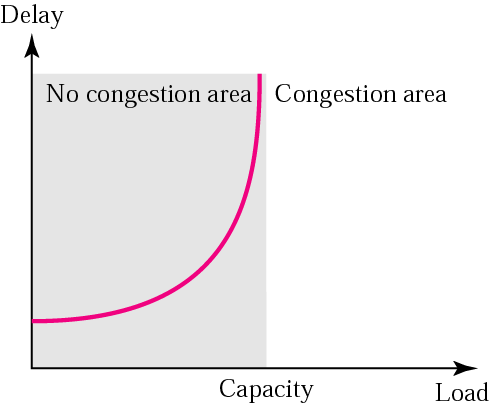 Delay
No congestion area
Congestion area
Capacity
Load